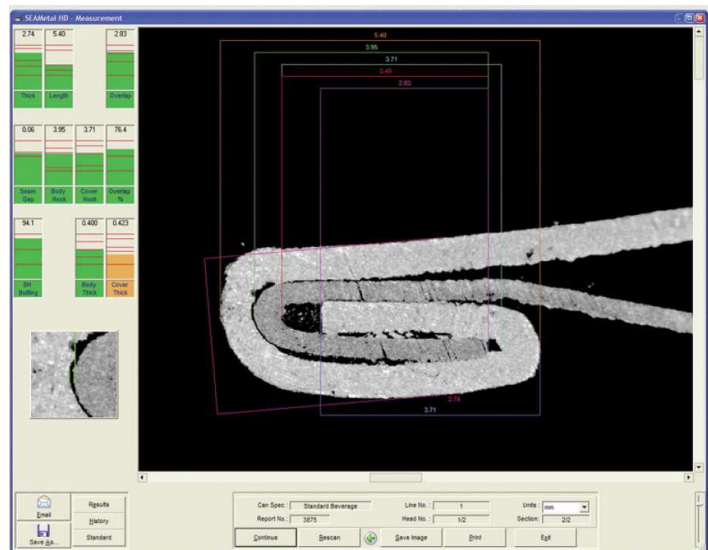 SEAMetal HD - Measurement
2.74 5.40 2.83
Thick Length Overlap
0.06 3.95 3.71 76.4
Seam Gap Body Hook Cover Hook Overlap %
94.1 0.400 0.423
BH Butting Body Thick Cover Thick
5.40
3.95
3.71
3.45
2.83
2.74
3.71
Email
Save As...
Results
History
Standard
Can Spec : Standard Beverage Line No. : 1 Units : mm
Report No.: 3875 Head No. : 1/2 Section: 2/2
Continue Rescan Save Image Print Exit